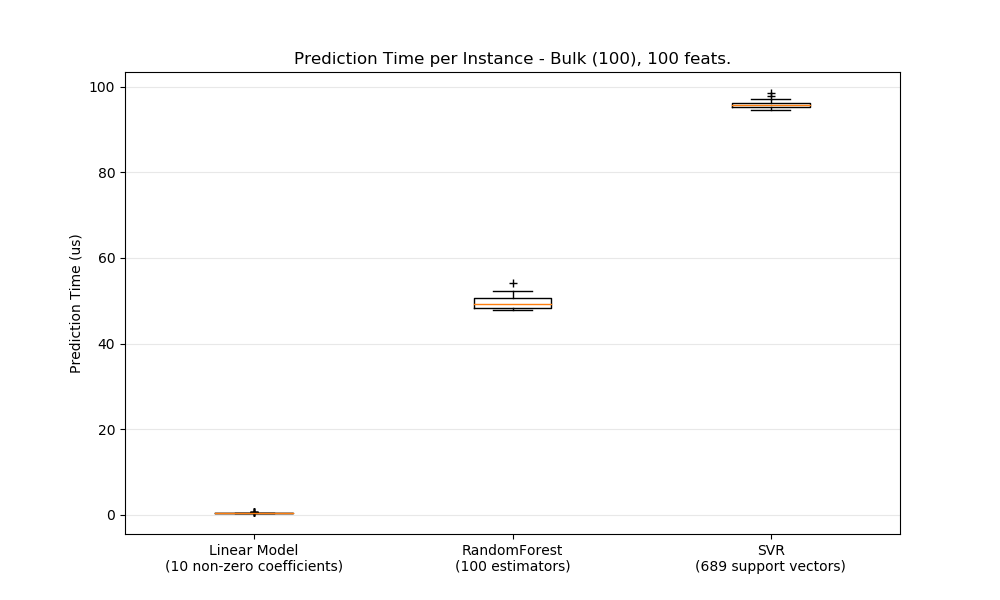 Prediction Time per Instance - Bulk (100), 100 feats.
100
80
60
40
20
0
Prediction Time (us)
Linear Model
(10 non-zero coefficients)
RandomForest
(100 estimators)
SVR
(689 support vectors)